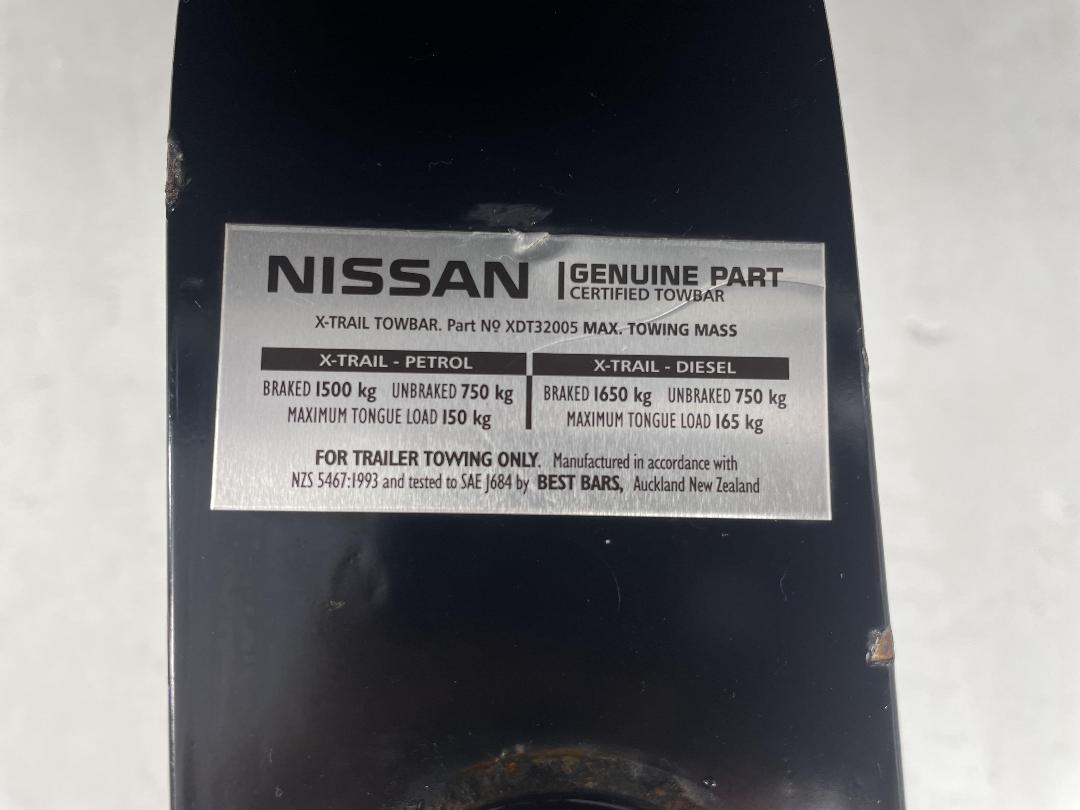 NISSAN | GENUINE PART
CERTIFIED TOWBAR
X-TRAIL TOWBAR. Part Nº XDT32005 MAX. TOWING MASS
X-TRAIL - PETROL
BRAKED 1500 kg UNBRAKED 750 kg
MAXIMUM TONGUE LOAD 150 kg
X-TRAIL - DIESEL
BRAKED 1650 kg UNBRAKED 750 kg
MAXIMUM TONGUE LOAD 165 kg
FOR TRAILER TOWING ONLY. Manufactured in accordance with
NZS 5467:1993 and tested to SAE J684 by BEST BARS, Auckland New Zealand